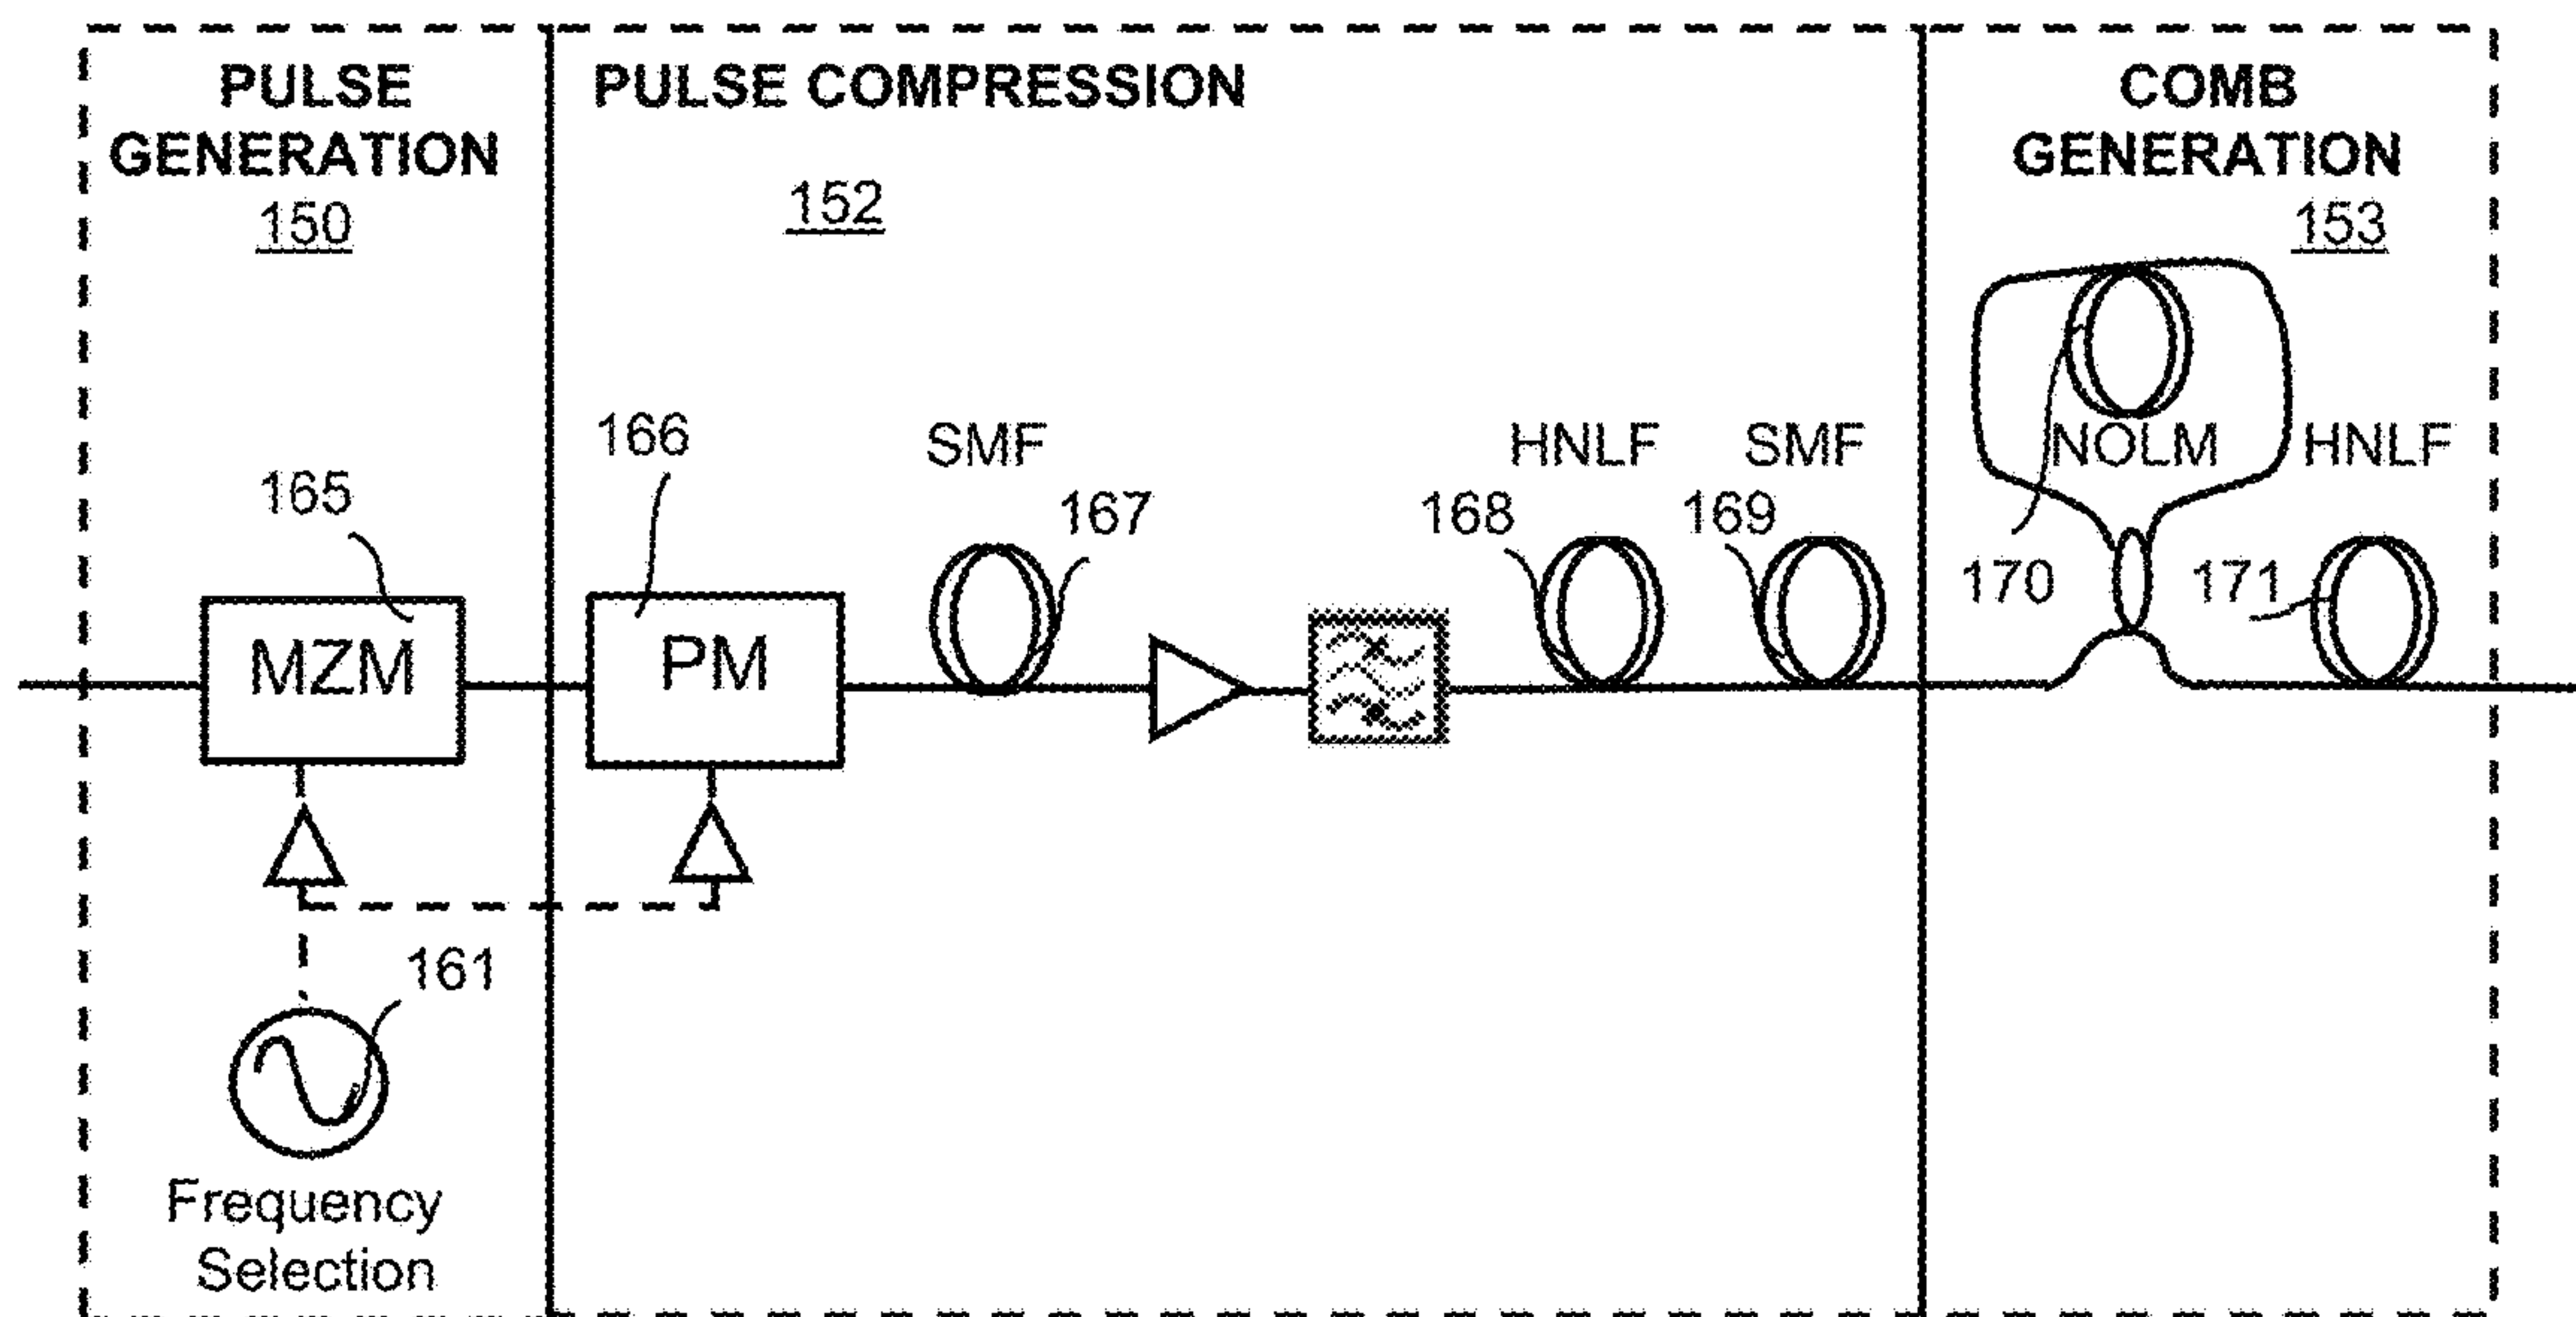 PULSE
GENERATION
150
PULSE COMPRESSION
152
COMB
GENERATION
153
165
MZM
161
Frequency
Selection
166
PM
SMF
167
HNLF
168
SMF
169
NOLM
170
HNLF
171